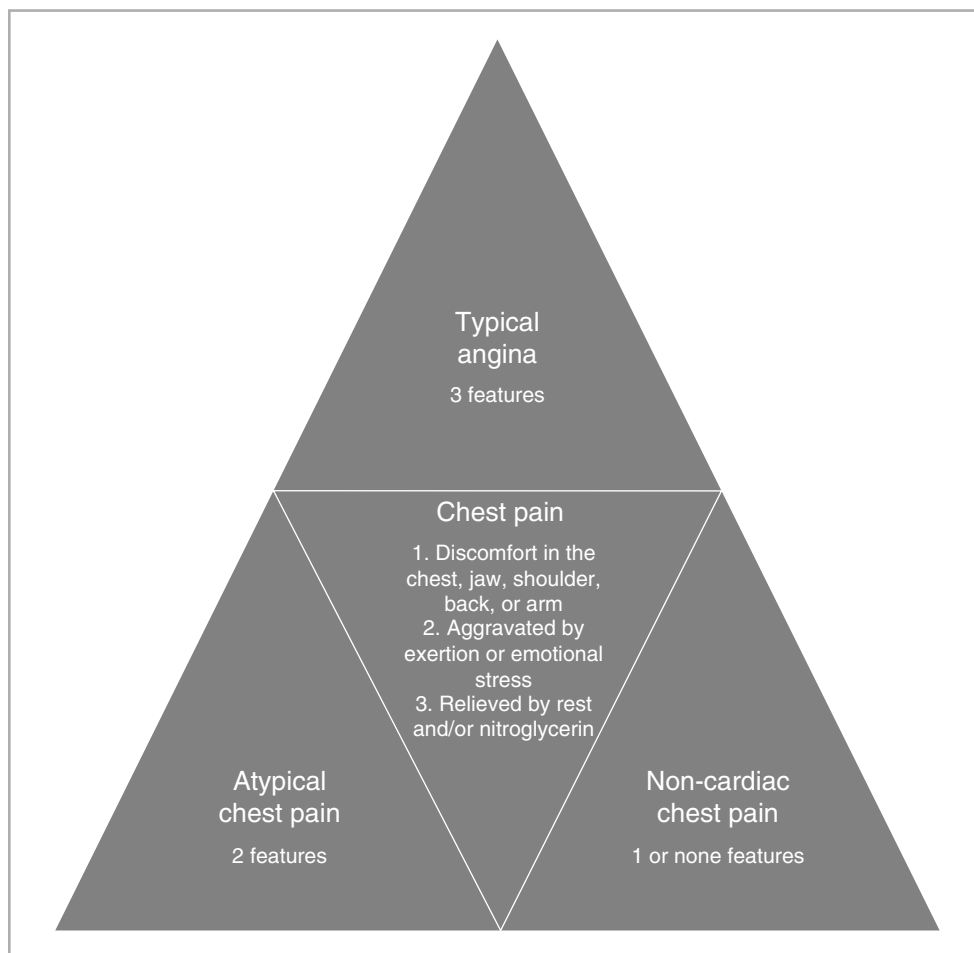 Typical
angina
3 features
Chest pain
1. Discomfort in the
chest, jaw, shoulder,
back, or arm
2. Aggravated by
exertion or emotional
stress
3. Relieved by rest
and/or nitroglycerin
Atypical
chest pain
2 features
Non-cardiac
chest pain
1 or none features